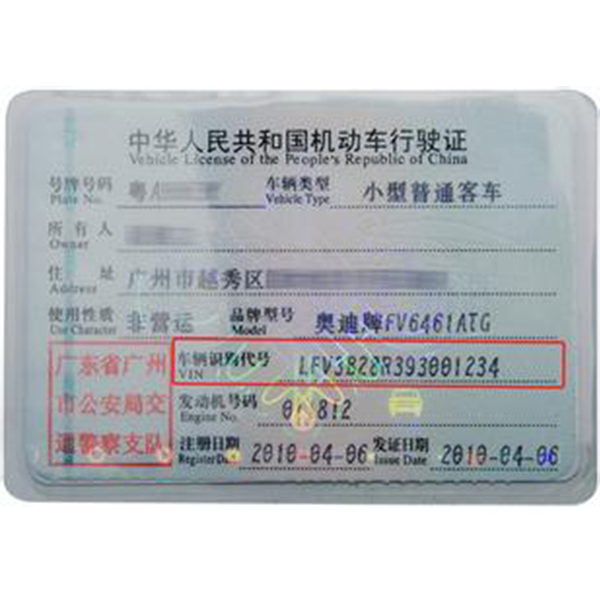 中华人民共和国机动车行驶证
Vehicle License of the People's Republic of China
号牌号码 粤A 车辆类型 小型普通客车
Plate No. Vehicle Type
所有人
Owner
住址 广州市越秀区
Address
使用性质 非营运 品牌型号 奥迪牌FV6461ATG
Use Character Model
广东省广州 车辆识别代号 LFV3B28R393001234
VIN
市公安局交 发动机号码 812
Engine No.
通警察支队 注册日期 2010-04-06 发证日期 2010-04-06
Register Date Issue Date